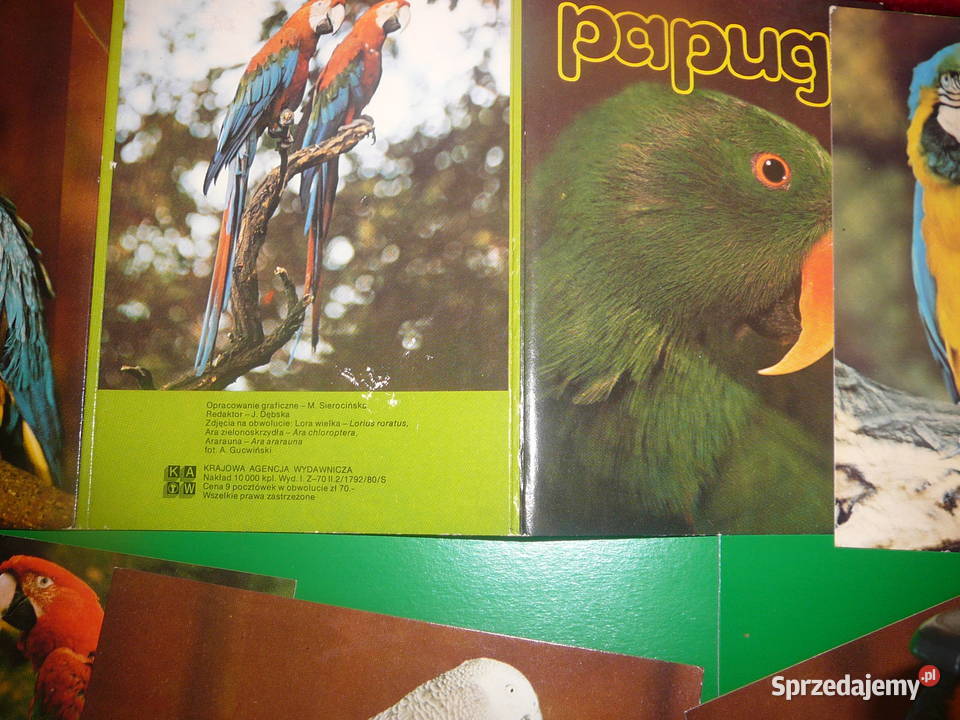 papug
Opracowanie graficzne – M. Sierocińska
Redaktor – J. Dębska
Zdjęcia na obwolucie: Lora wielka – Lorius roratus,
Ara zielonoskrzydła – Ara chloroptera,
Ararauna – Ara ararauna
fot. A. Gucwiński
KAW
KRAJOWA AGENCJA WYDAWNICZA
Nakład 10 000 kpl. Wyd. I. Z–70 II.2/1792/80/S
Cena 9 pocztówek w obwolucie zł 70.–
Wszelkie prawa zastrzeżone
Sprzedajemy.pl